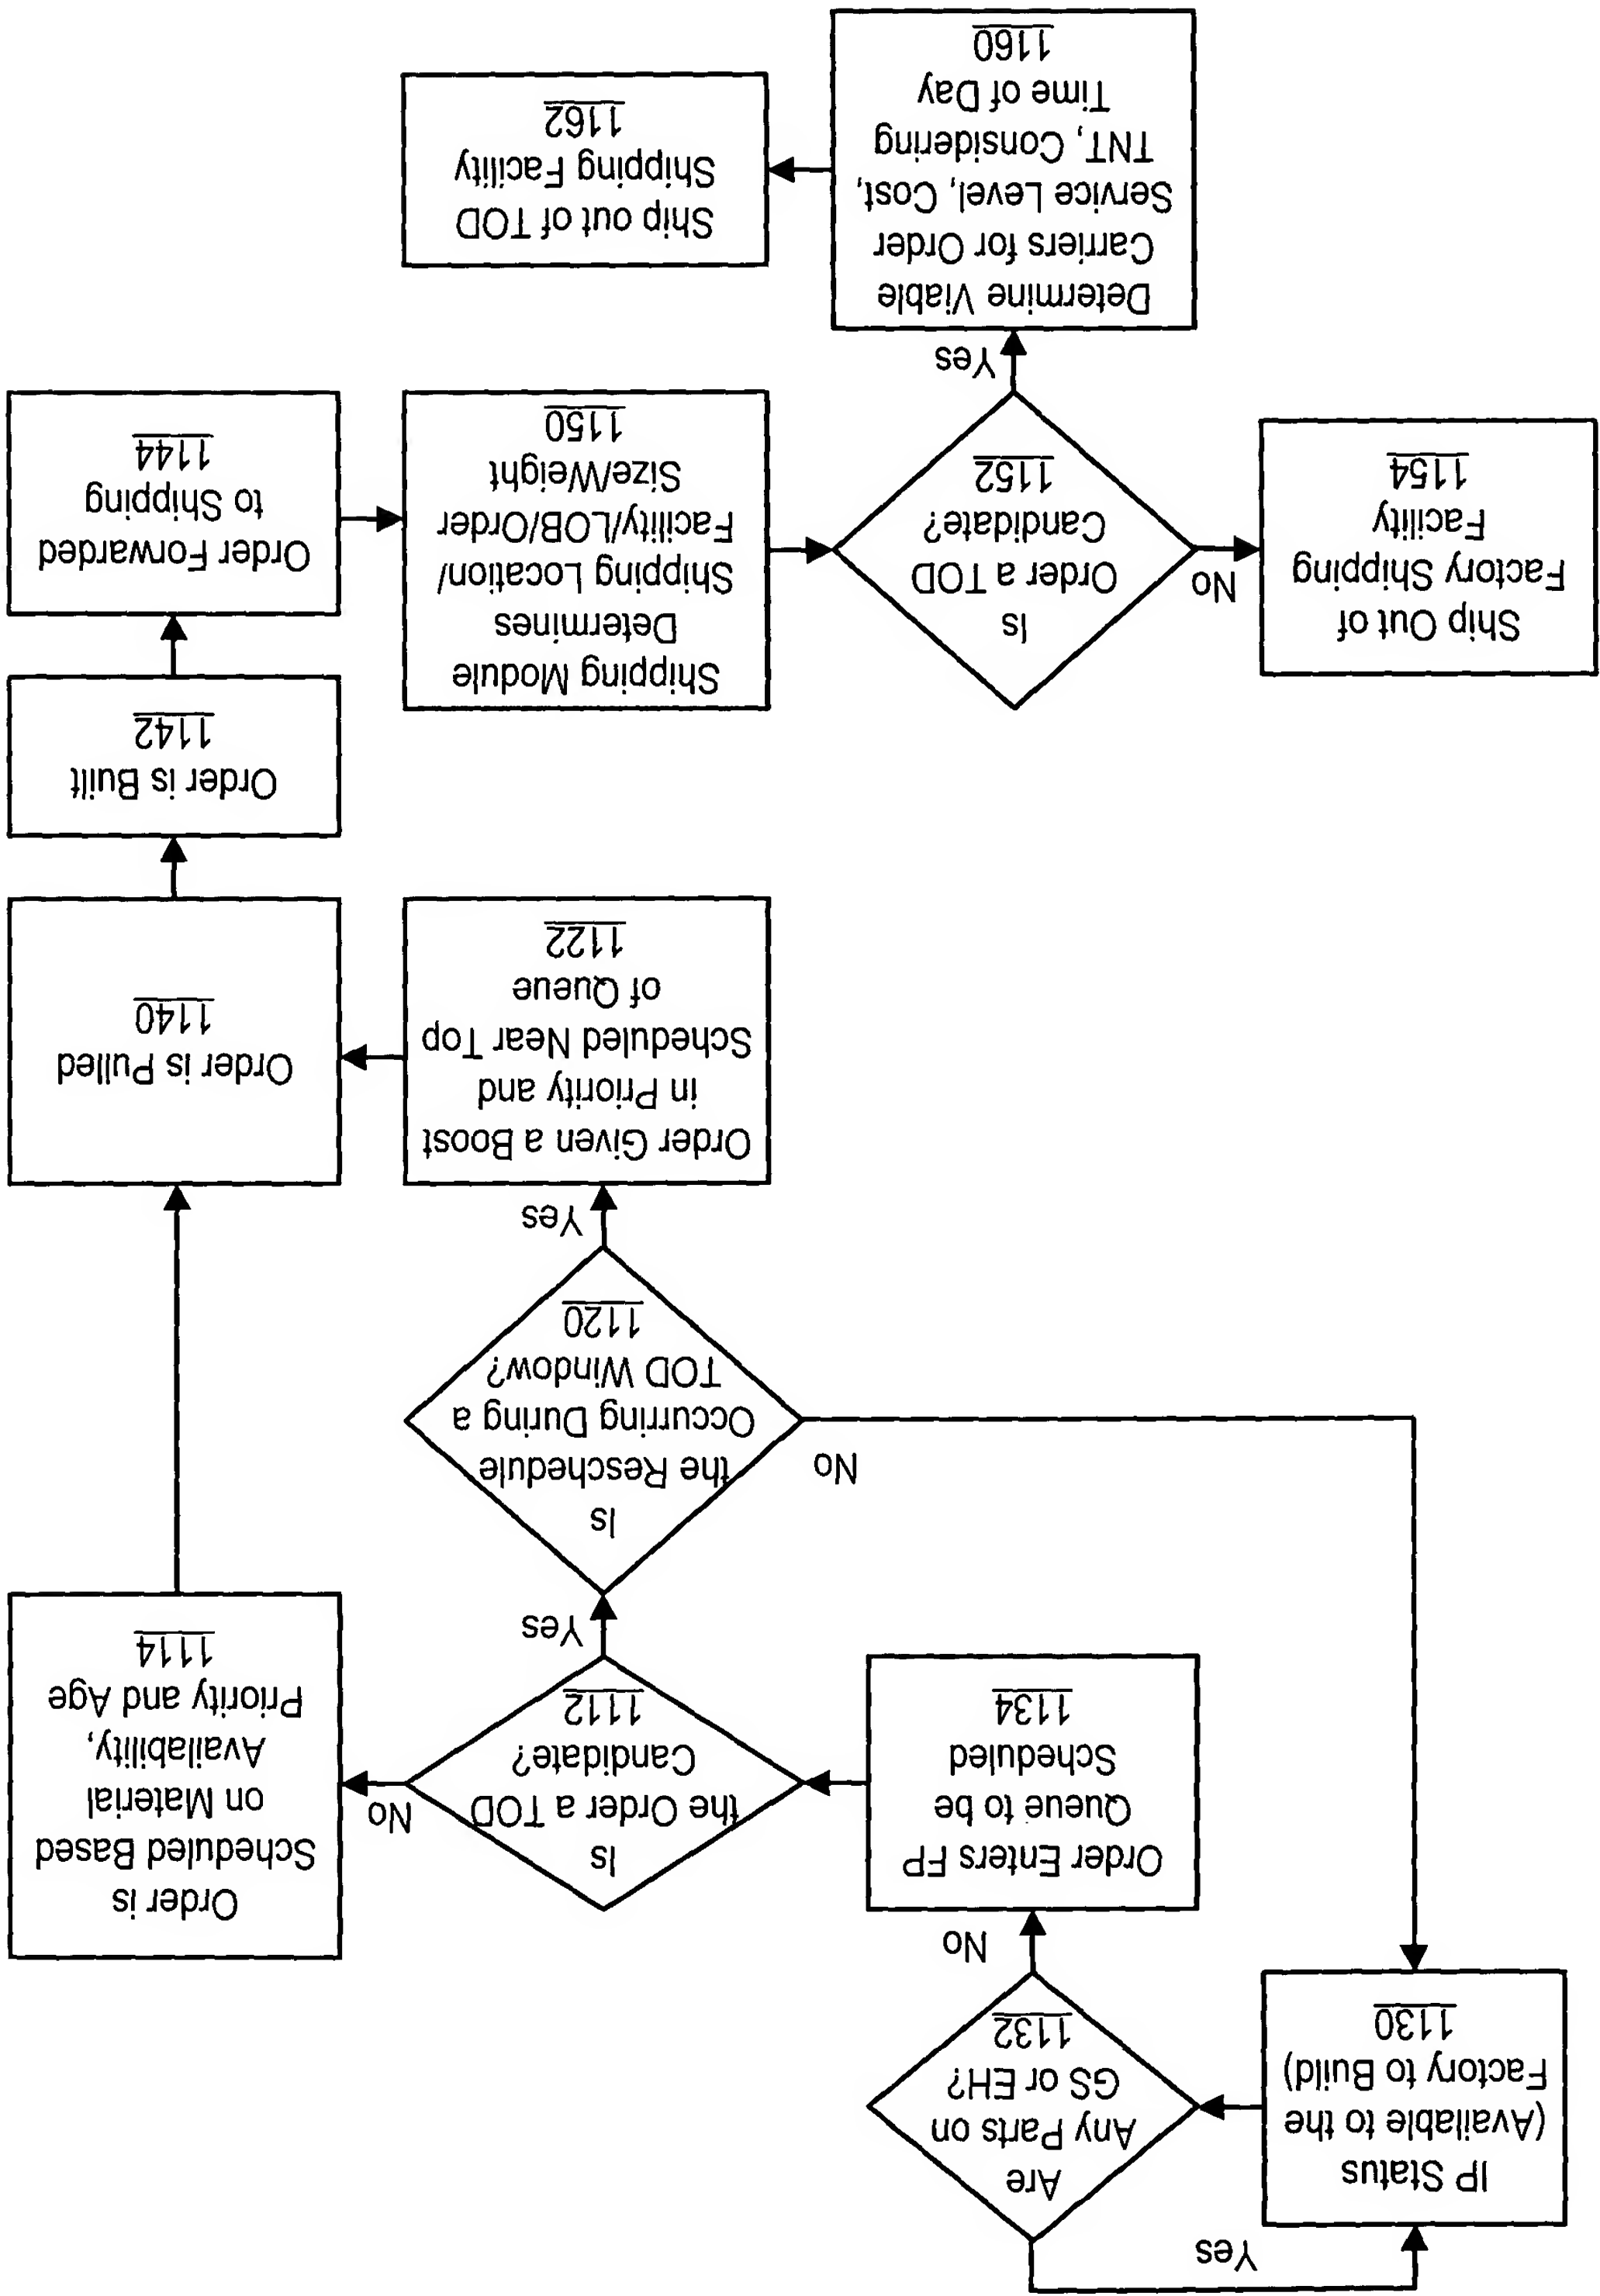 Yes
IP Status
(Available to the
Factory to Build)
1130
Are
Any Parts on
GS or EH?
1132
No
Order Enters FP
Queue to be
Scheduled
1134
Is
the Order a TOD
Candidate?
1112
No
Order is
Scheduled Based
on Material
Availability,
Priority and Age
1114
Yes
Is
the Reschedule
Occurring During a
TOD Window?
1120
No
Yes
Order Given a Boost
in Priority and
Scheduled Near Top
of Queue
1122
Order is Pulled
1140
Order is Built
1142
Order Forwarded
to Shipping
1144
Shipping Module
Determines
Shipping Location/
Facility/LOB/Order
Size/Weight
1150
Is
Order a TOD
Candidate?
1152
No
Ship Out of
Factory Shipping
Facility
1154
Yes
Determine Viable
Carriers for Order
Service Level, Cost,
TNT, Considering
Time of Day
1160
Ship out of TOD
Shipping Facility
1162